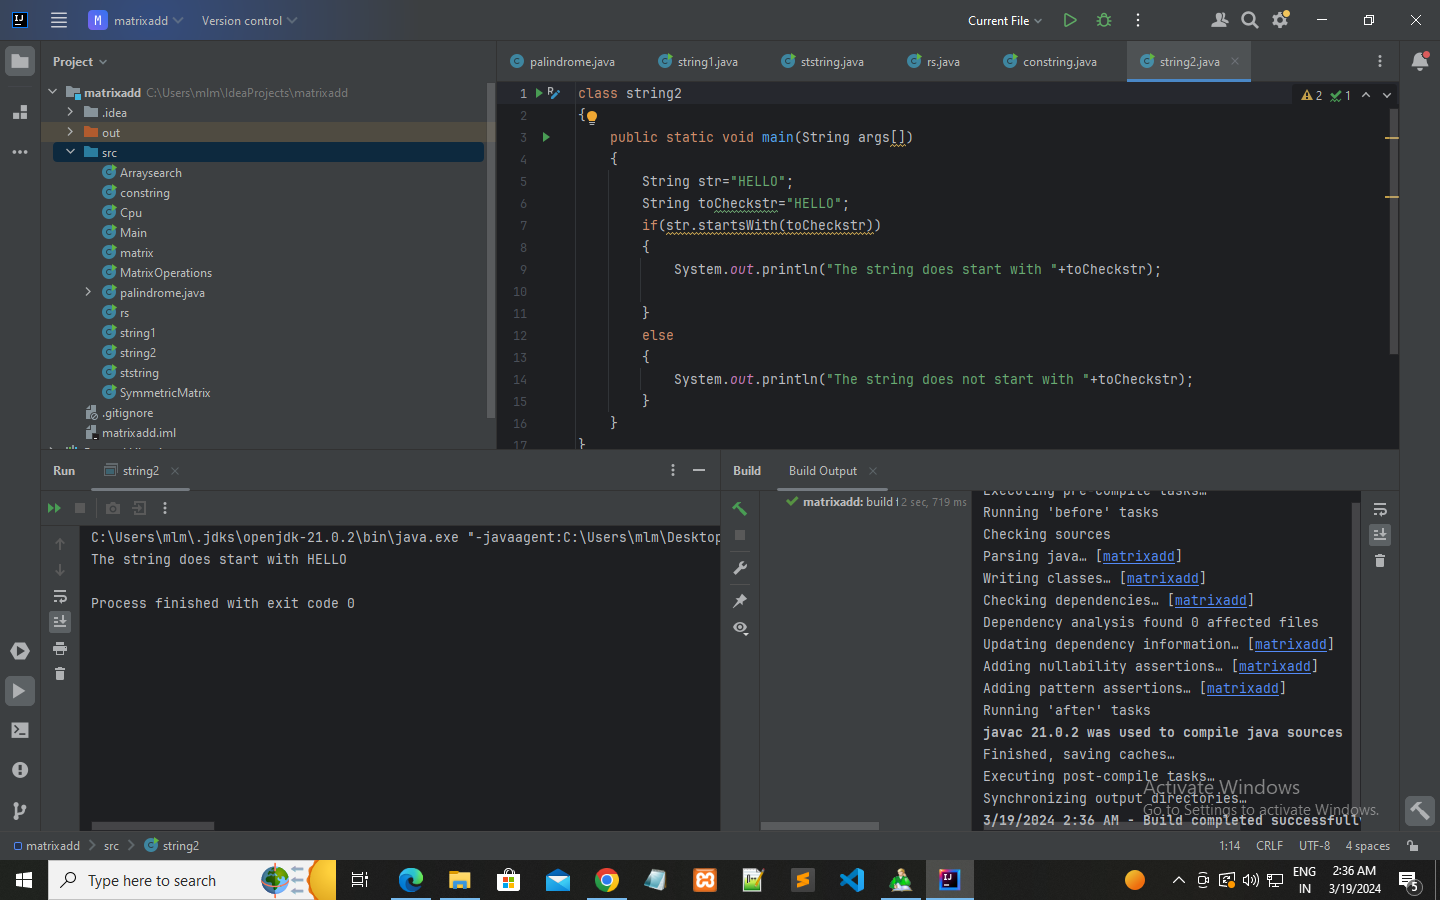 M matrixadd Version control Current File
Project
matrixadd C:\Users\mlm\IdeaProjects\matrixadd
.idea
out
src
Arraysearch
constring
Cpu
Main
matrix
MatrixOperations
palindrome.java
rs
string1
string2
ststring
SymmetricMatrix
.gitignore
matrixadd.iml
palindrome.java string1.java ststring.java rs.java constring.java string2.java
2 1
1 class string2
2 {
3 public static void main(String args[])
4 {
5 String str="HELLO";
6 String toCheckstr="HELLO";
7 if(str.startsWith(toCheckstr))
8 {
9 System.out.println("The string does start with "+toCheckstr);
10
11 }
12 else
13 {
14 System.out.println("The string does not start with "+toCheckstr);
15 }
16 }
17 }
Run string2
C:\Users\mlm\.jdks\openjdk-21.0.2\bin\java.exe "-javaagent:C:\Users\mlm\Desktop
The string does start with HELLO
Process finished with exit code 0
Build Build Output
matrixadd: build f 2 sec, 719 ms
Executing pre-compile tasks…
Running 'before' tasks
Checking sources
Parsing java… [matrixadd]
Writing classes… [matrixadd]
Checking dependencies… [matrixadd]
Dependency analysis found 0 affected files
Updating dependency information… [matrixadd]
Adding nullability assertions… [matrixadd]
Adding pattern assertions… [matrixadd]
Running 'after' tasks
javac 21.0.2 was used to compile java sources
Finished, saving caches…
Executing post-compile tasks…
Synchronizing output directories…
3/19/2024 2:36 AM - Build completed successfully
Activate Windows
Go to Settings to activate Windows.
matrixadd src string2
1:14 CRLF UTF-8 4 spaces
Type here to search
ENG
IN
2:36 AM
3/19/2024
5